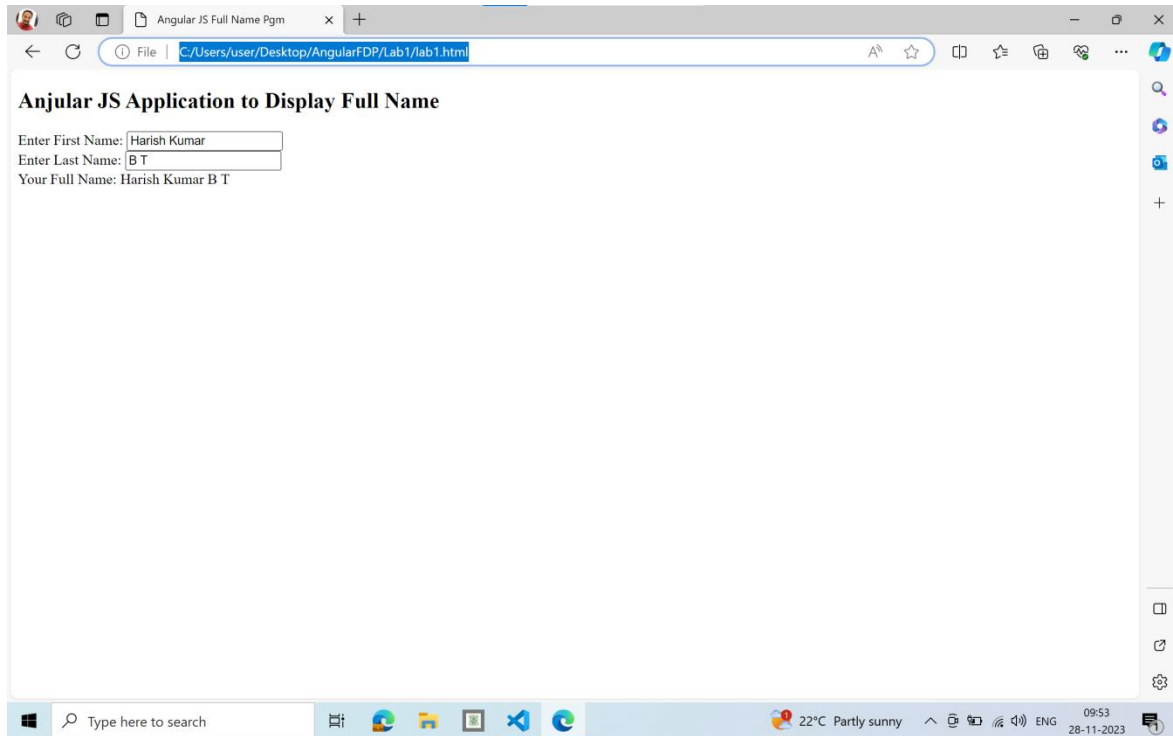 Angular JS Full Name Pgm
File
C:/Users/user/Desktop/AngularFDP/Lab1/lab1.html
Anjular JS Application to Display Full Name
Enter First Name: Harish Kumar
Enter Last Name: B T
Your Full Name: Harish Kumar B T
Type here to search
22°C Partly sunny
ENG
09:53
28-11-2023